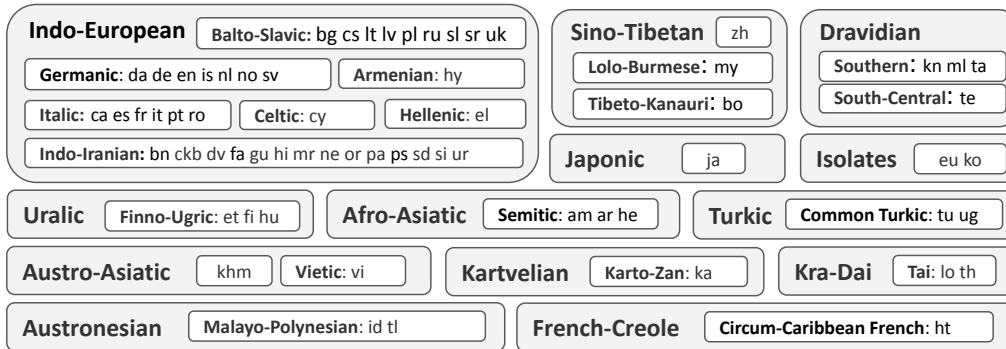 Indo-European
Balto-Slavic: bg cs lt lv pl ru sl sr uk
Germanic: da de en is nl no sv
Armenian: hy
Italic: ca es fr it pt ro
Celtic: cy
Hellenic: el
Indo-Iranian: bn ckb dv fa gu hi mr ne or pa ps sd si ur
Sino-Tibetan
zh
Lolo-Burmese: my
Tibeto-Kanauri: bo
Dravidian
Southern: kn ml ta
South-Central: te
Japonic
ja
Isolates
eu ko
Uralic
Finno-Ugric: et fi hu
Afro-Asiatic
Semitic: am ar he
Turkic
Common Turkic: tu ug
Austro-Asiatic
khm
Vietic: vi
Kartvelian
Karto-Zan: ka
Kra-Dai
Tai: lo th
Austronesian
Malayo-Polynesian: id tl
French-Creole
Circum-Caribbean French: ht